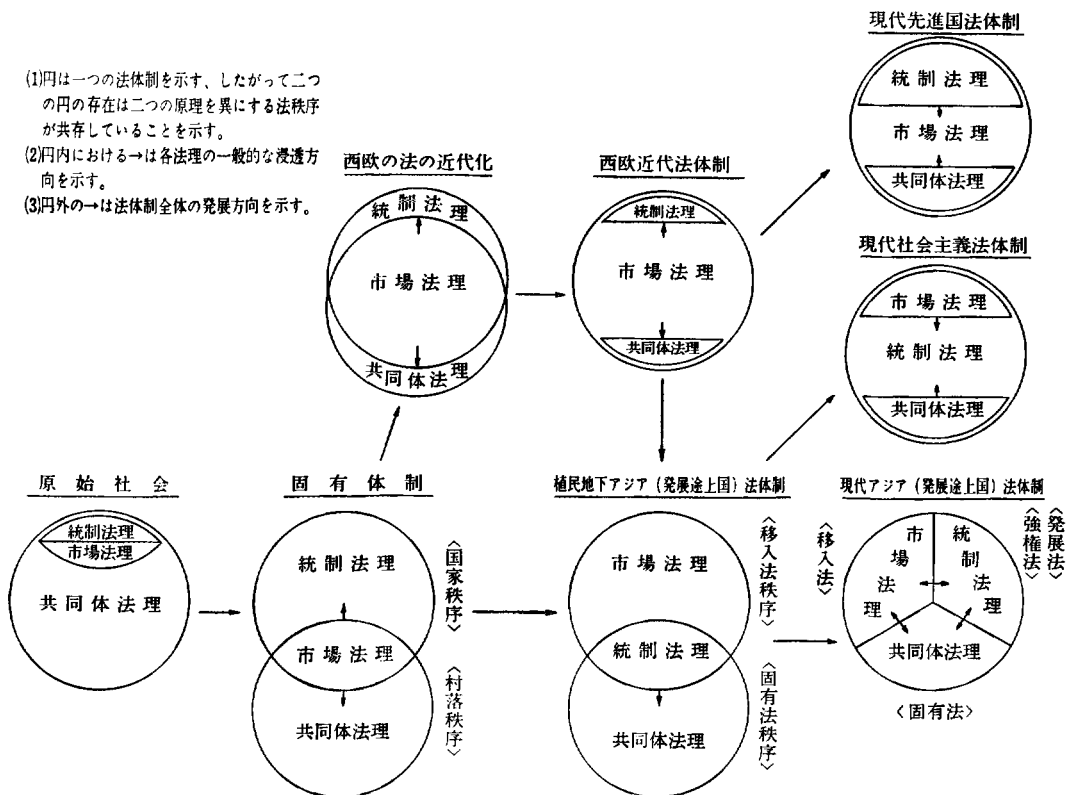 (1)円は一つの法体制を示す、したがって二つ
の円の存在は二つの原理を異にする法秩序
が共存していることを示す。
(2)円内における→は各法理の一般的な浸透方
向を示す。
(3)円外の→は法体制全体の発展方向を示す。
現代先進国法体制
統制法理
市場法理
共同体法理
西欧の法の近代化
統制法理
市場法理
共同体法理
西欧近代法体制
統制法理
市場法理
共同体法理
現代社会主義法体制
市場法理
統制法理
共同体法理
原始社会
統制法理
市場法理
共同体法理
固有体制
統制法理
市場法理
共同体法理
〈国家秩序〉
〈村落秩序〉
植民地下アジア(発展途上国)法体制
市場法理
統制法理
共同体法理
〈移入法秩序〉
〈固有法秩序〉
現代アジア(発展途上国)法体制
〈移入法〉
市場法理
統制法理
共同体法理
〈発展法〉
〈強権法〉
〈固有法〉